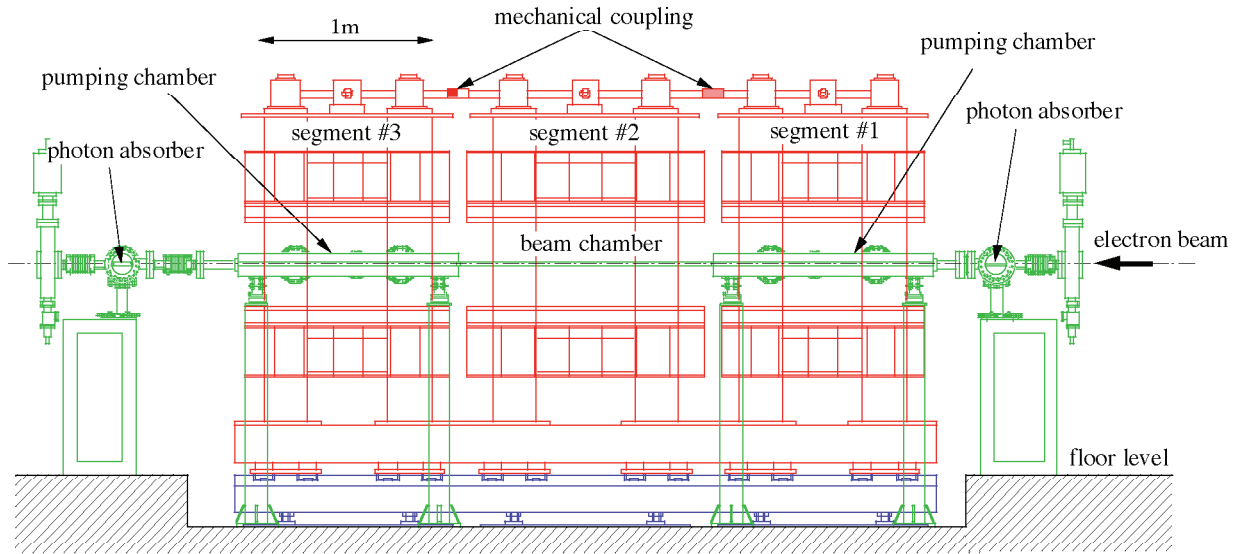 mechanical coupling
1m
pumping chamber
pumping chamber
photon absorber
segment #3
segment #2
segment #1
photon absorber
beam chamber
electron beam
floor level